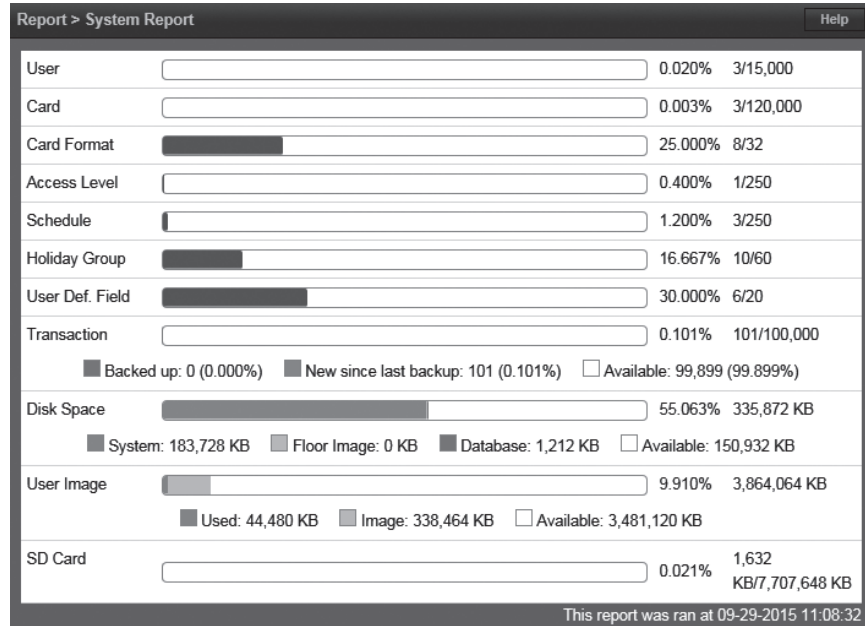 Report > System Report Help
User 0.020% 3/15,000
Card 0.003% 3/120,000
Card Format 25.000% 8/32
Access Level 0.400% 1/250
Schedule 1.200% 3/250
Holiday Group 16.667% 10/60
User Def. Field 30.000% 6/20
Transaction 0.101% 101/100,000
Backed up: 0 (0.000%) New since last backup: 101 (0.101%) Available: 99,899 (99.899%)
Disk Space 55.063% 335,872 KB
System: 183,728 KB Floor Image: 0 KB Database: 1,212 KB Available: 150,932 KB
User Image 9.910% 3,864,064 KB
Used: 44,480 KB Image: 338,464 KB Available: 3,481,120 KB
SD Card 0.021% 1,632
KB/7,707,648 KB
This report was ran at 09-29-2015 11:08:32